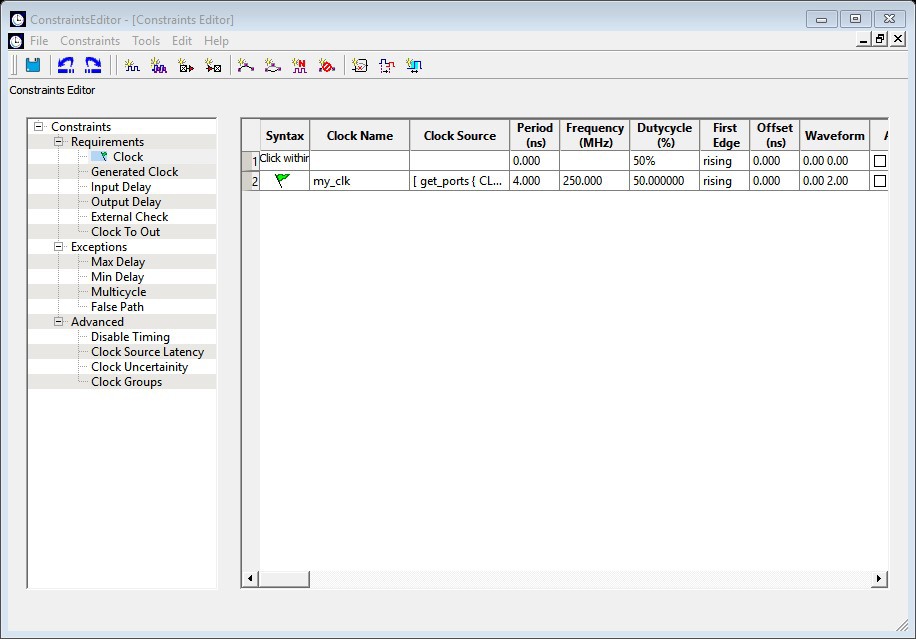 ConstraintsEditor - [Constraints Editor]
File Constraints Tools Edit Help
Constraints Editor
Constraints
Requirements
Clock
Generated Clock
Input Delay
Output Delay
External Check
Clock To Out
Exceptions
Max Delay
Min Delay
Multicycle
False Path
Advanced
Disable Timing
Clock Source Latency
Clock Uncertainity
Clock Groups
Syntax Clock Name Clock Source Period (ns) Frequency (MHz) Dutycycle (%) First Edge Offset (ns) Waveform A
1 Click within 0.000 50% rising 0.000 0.00 0.00
2 my_clk [ get_ports { CL... 4.000 250.000 50.000000 rising 0.000 0.00 2.00